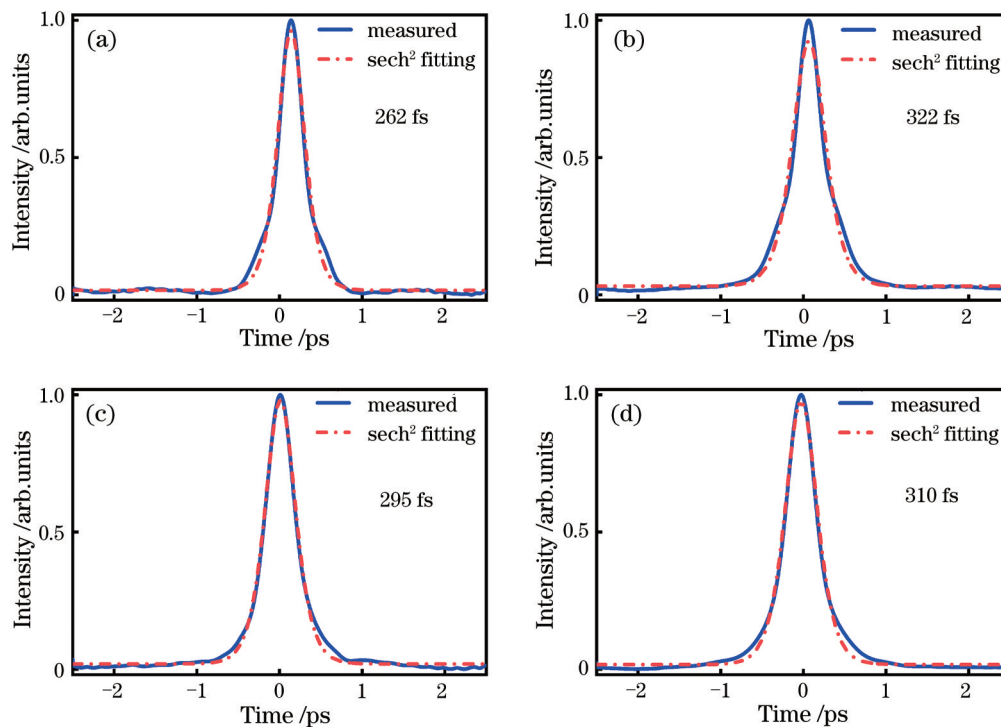 (a)
measured
sech² fitting
262 fs
Intensity /arb.units
1.0
0.5
0
−2
−1
0
1
2
Time /ps
(b)
measured
sech² fitting
322 fs
Intensity /arb.units
1.0
0.5
0
−2
−1
0
1
2
Time /ps
(c)
measured
sech² fitting
295 fs
Intensity /arb.units
1.0
0.5
0
−2
−1
0
1
2
Time /ps
(d)
measured
sech² fitting
310 fs
Intensity /arb.units
1.0
0.5
0
−2
−1
0
1
2
Time /ps